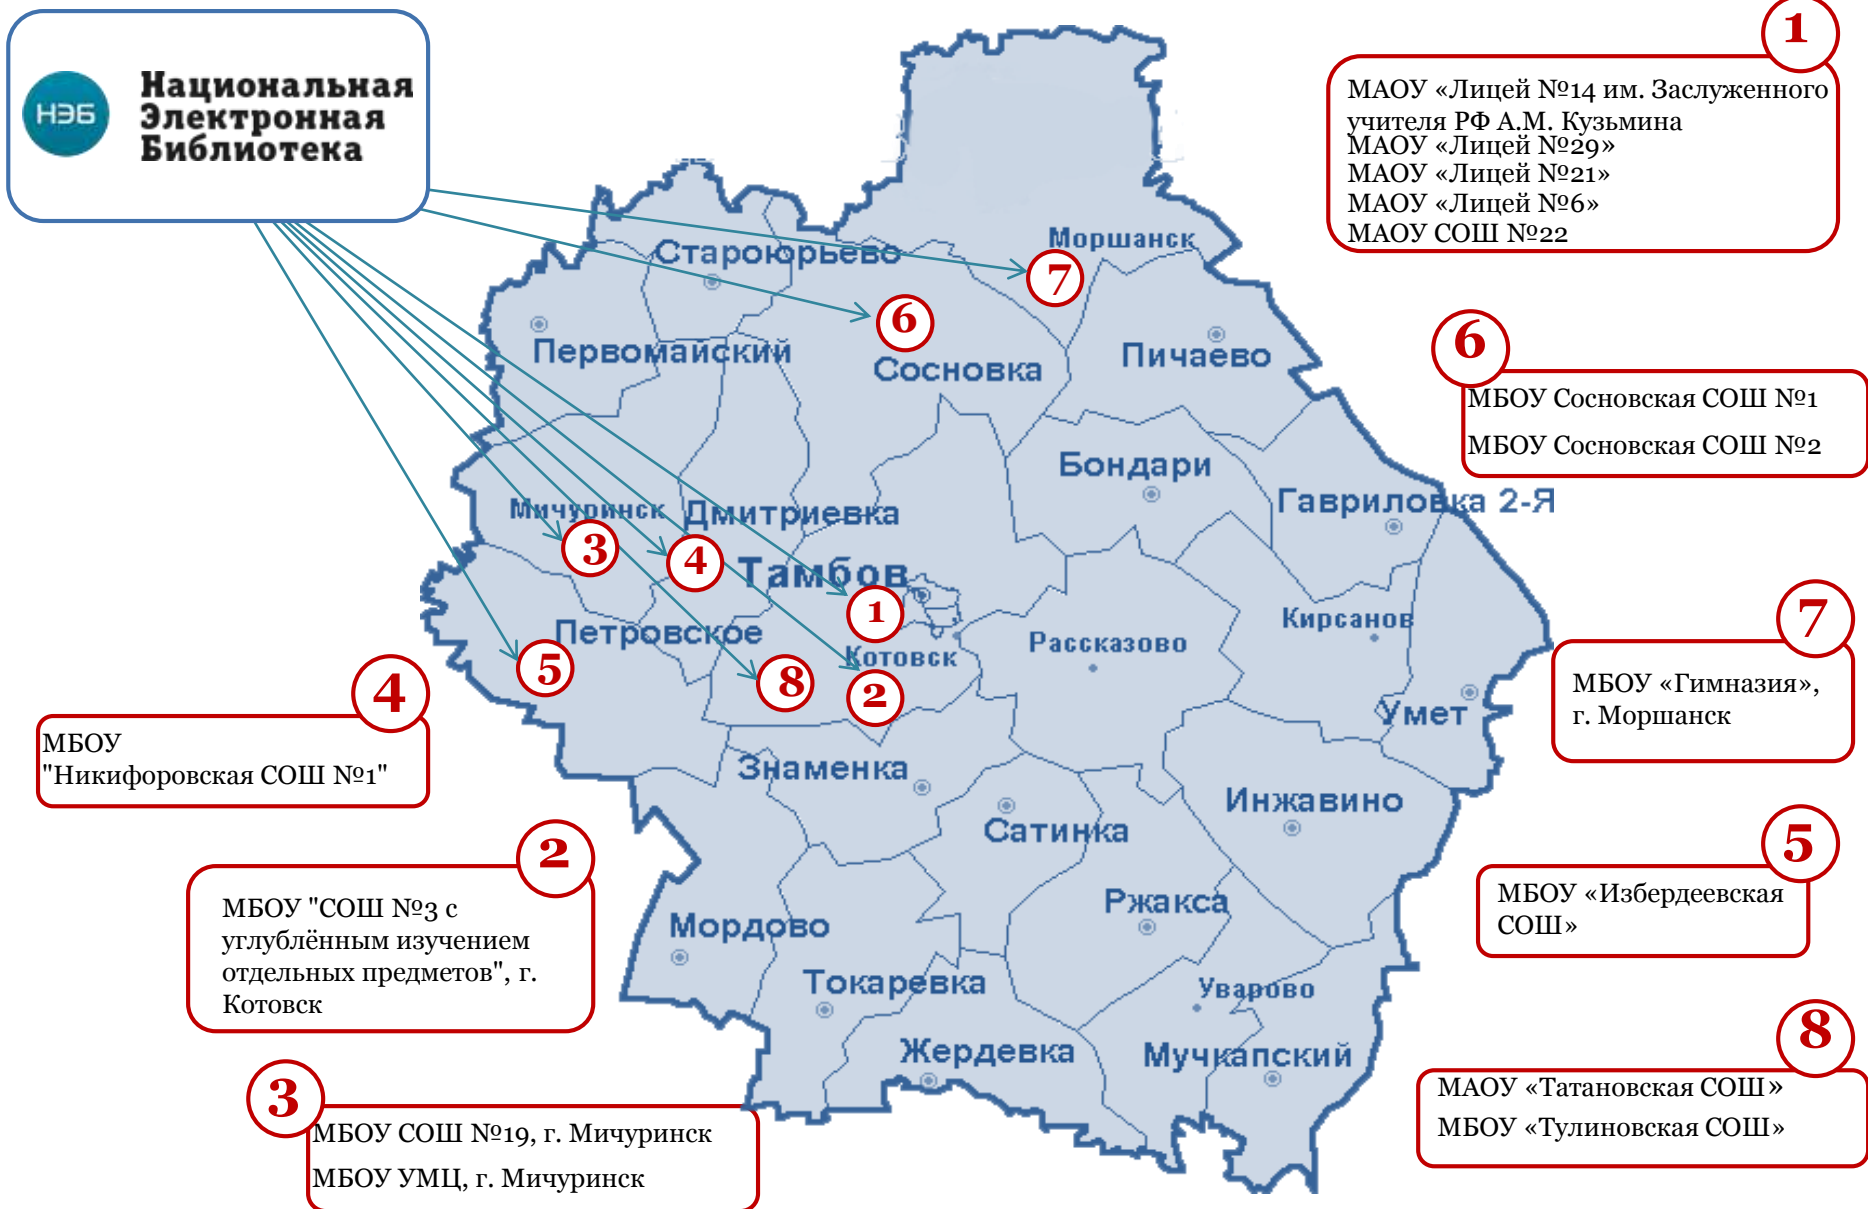 НЭБ
Национальная
Электронная
Библиотека
1
МАОУ «Лицей №14 им. Заслуженного
учителя РФ А.М. Кузьмина
МАОУ «Лицей №29»
МАОУ «Лицей №21»
МАОУ «Лицей №6»
МАОУ СОШ №22
6
МБОУ Сосновская СОШ №1
МБОУ Сосновская СОШ №2
7
МБОУ «Гимназия»,
г. Моршанск
5
МБОУ «Избердеевская
СОШ»
8
МАОУ «Татановская СОШ»
МБОУ «Тулиновская СОШ»
4
МБОУ
"Никифоровская СОШ №1"
2
МБОУ "СОШ №3 с
углублённым изучением
отдельных предметов", г.
Котовск
3
МБОУ СОШ №19, г. Мичуринск
МБОУ УМЦ, г. Мичуринск
Моршанск
Староюрьево
7
6
Первомайский
Пичаево
Сосновка
Бондари
Гавриловка 2-Я
Мичуринск
Дмитриевка
3
4
Тамбов
1
Кирсанов
Петровское
Рассказово
Котовск
5
8
2
Умет
Знаменка
Инжавино
Сатинка
Ржакса
Мордово
Токаревка
Уварово
Жердевка
Мучкапский